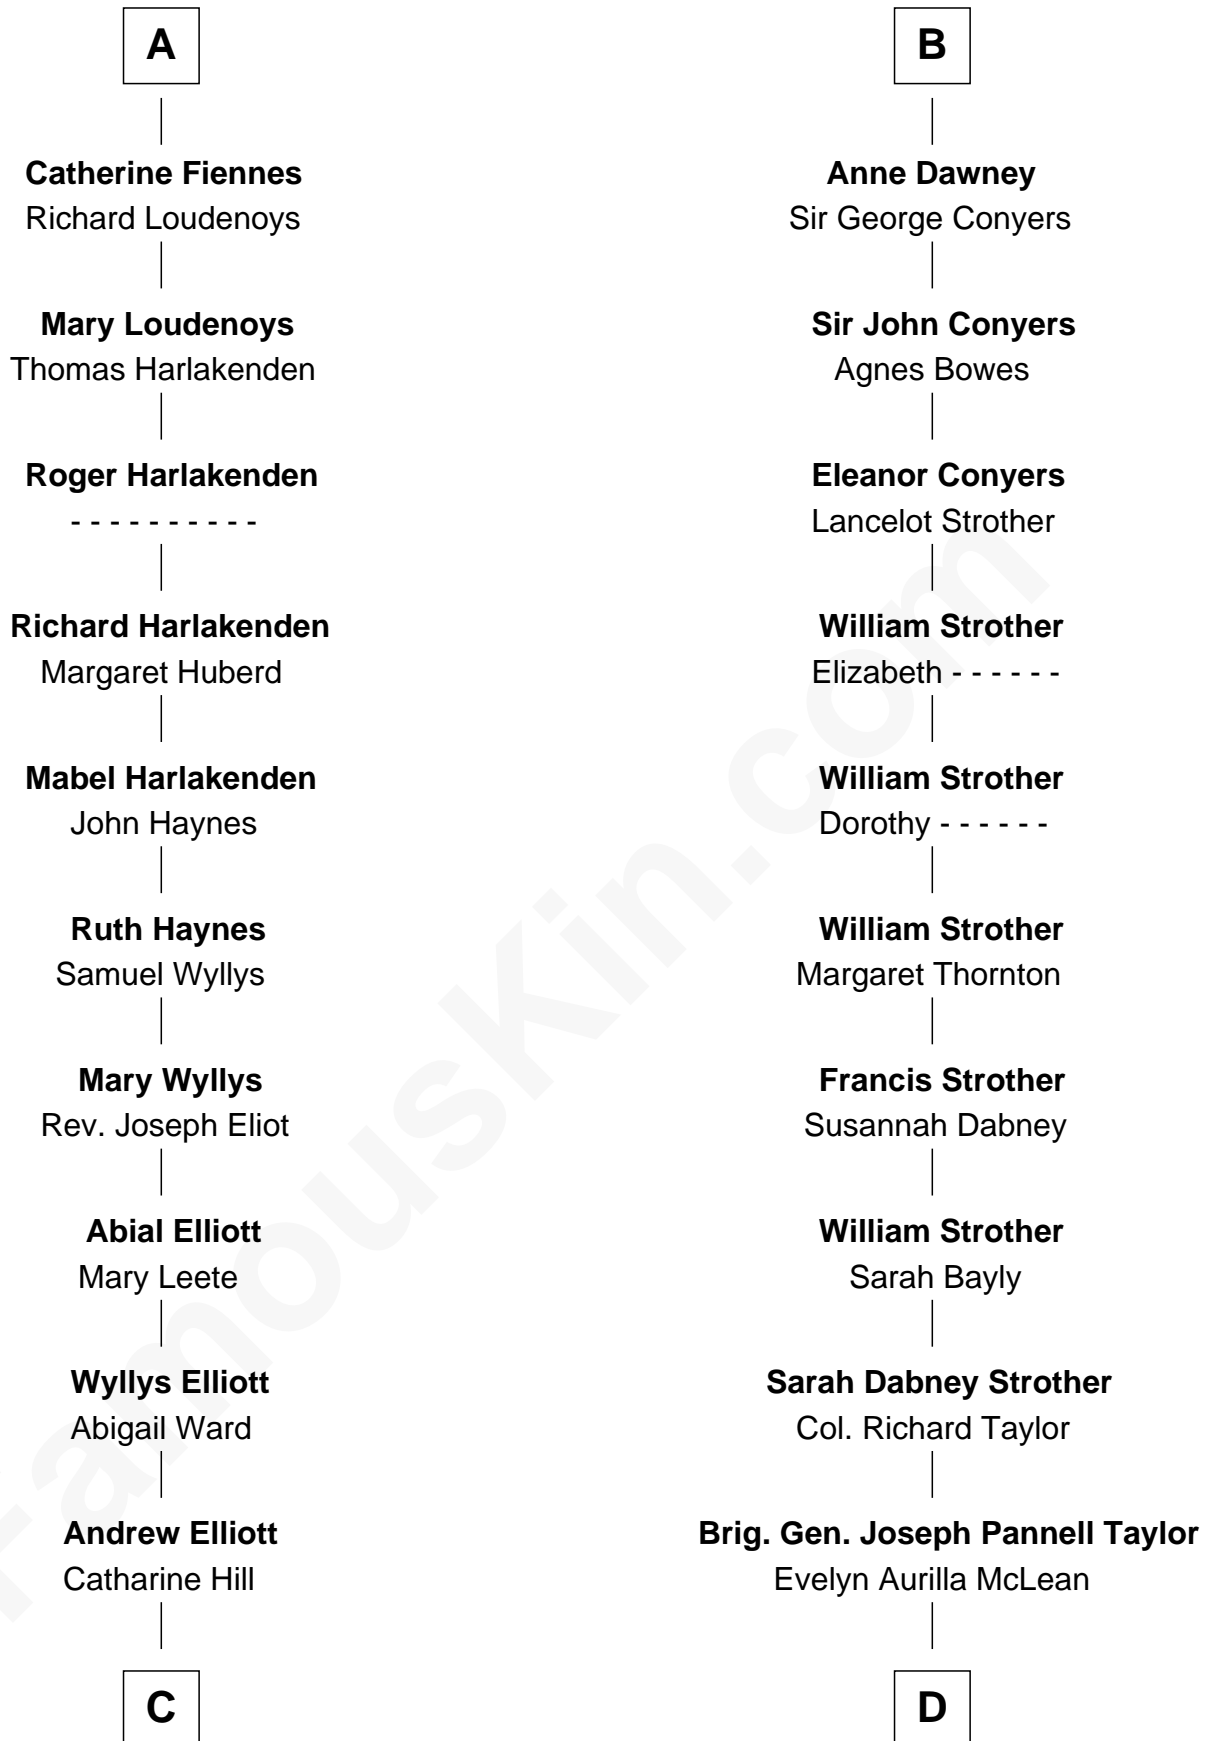 A
Catherine Fiennes
Richard Loudenoys
Mary Loudenoys
Thomas Harlakenden
Roger Harlakenden
- - - - - - - - - -
Richard Harlakenden
Margaret Huberd
Mabel Harlakenden
John Haynes
Ruth Haynes
Samuel Wyllys
Mary Wyllys
Rev. Joseph Eliot
Abial Elliott
Mary Leete
Wyllys Elliott
Abigail Ward
Andrew Elliott
Catharine Hill
C
B
Anne Dawney
Sir George Conyers
Sir John Conyers
Agnes Bowes
Eleanor Conyers
Lancelot Strother
William Strother
Elizabeth - - - - - -
William Strother
Dorothy - - - - - -
William Strother
Margaret Thornton
Francis Strother
Susannah Dabney
William Strother
Sarah Bayly
Sarah Dabney Strother
Col. Richard Taylor
Brig. Gen. Joseph Pannell Taylor
Evelyn Aurilla McLean
D
FamousKin.com